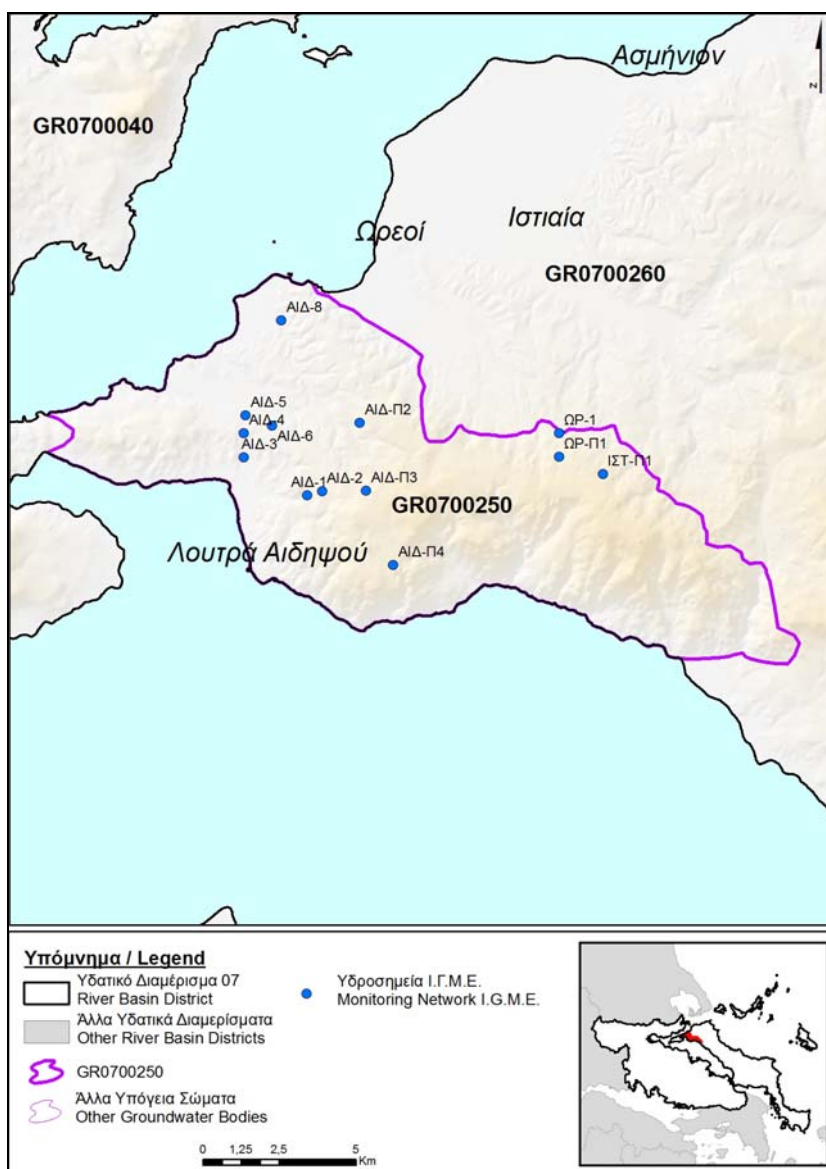 Ασμήνιον
z
GR0700040
Ιστιαία
Ωρεοί
GR0700260
ΑΙΔ-8
ΑΙΔ-5
ΑΙΔ-Π2
ΑΙΔ-4
ΑΙΔ-6
ΩΡ-1
ΑΙΔ-3
ΩΡ-Π1
ΙΣΤ-Π1
ΑΙΔ-1
ΑΙΔ-2
ΑΙΔ-Π3
GR0700250
Λουτρά Αιδηψού
ΑΙΔ-Π4
Υπόμνημα / Legend
Υδατικό Διαμέρισμα 07
River Basin District
Άλλα Υδατικά Διαμερίσματα
Other River Basin Districts
GR0700250
Άλλα Υπόγεια Σώματα
Other Groundwater Bodies
Υδροσημεία Ι.Γ.Μ.Ε.
Monitoring Network I.G.M.E.
0 1,25 2,5 5
Km